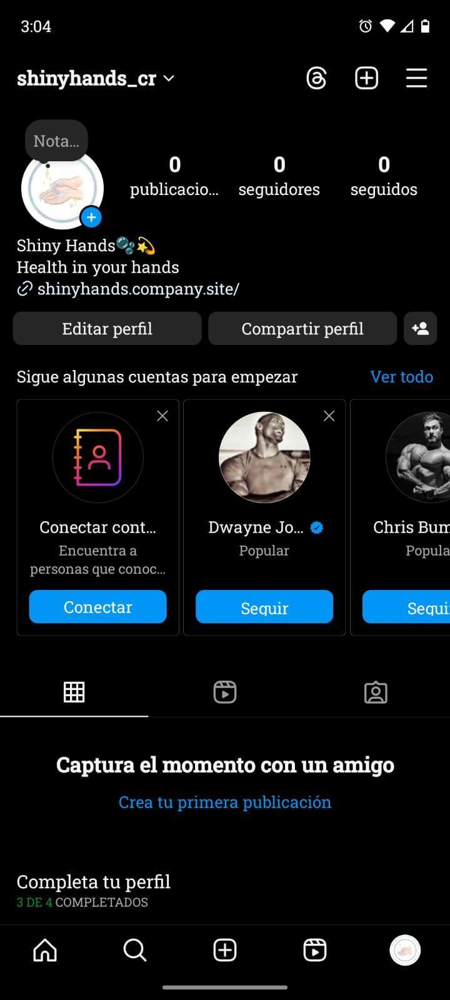 3:04
shinyhands_cr
Nota...
0
publicacio...
0
seguidores
0
seguidos
Shiny Hands🫧💫
Health in your hands
shinyhands.company.site/
Editar perfil
Compartir perfil
Sigue algunas cuentas para empezar
Ver todo
Conectar cont...
Encuentra a
personas que conoc...
Conectar
Dwayne Jo...
Popular
Seguir
Chris Bum
Popula
Segui
Captura el momento con un amigo
Crea tu primera publicación
Completa tu perfil
3 DE 4 COMPLETADOS